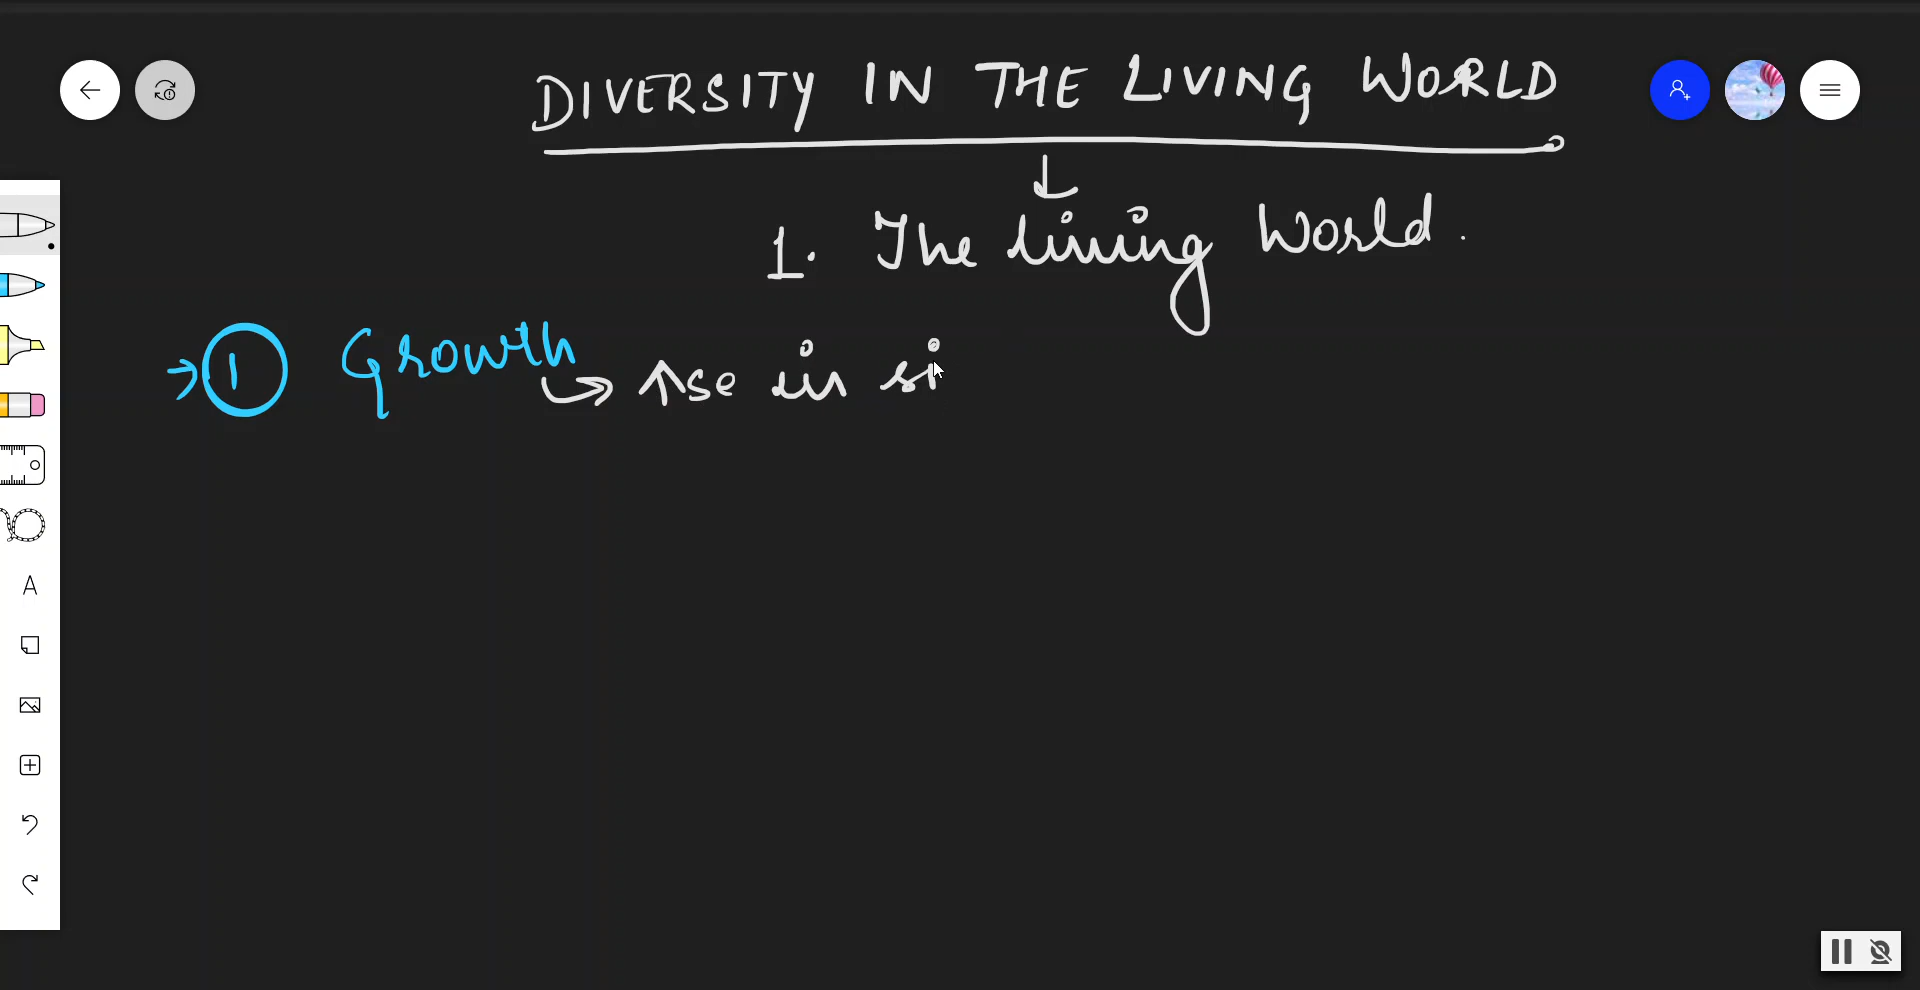 DIVERSITY IN THE LIVING WORLD
↓
1. The living World.
→ ① Growth
↪ ↑se in si
A